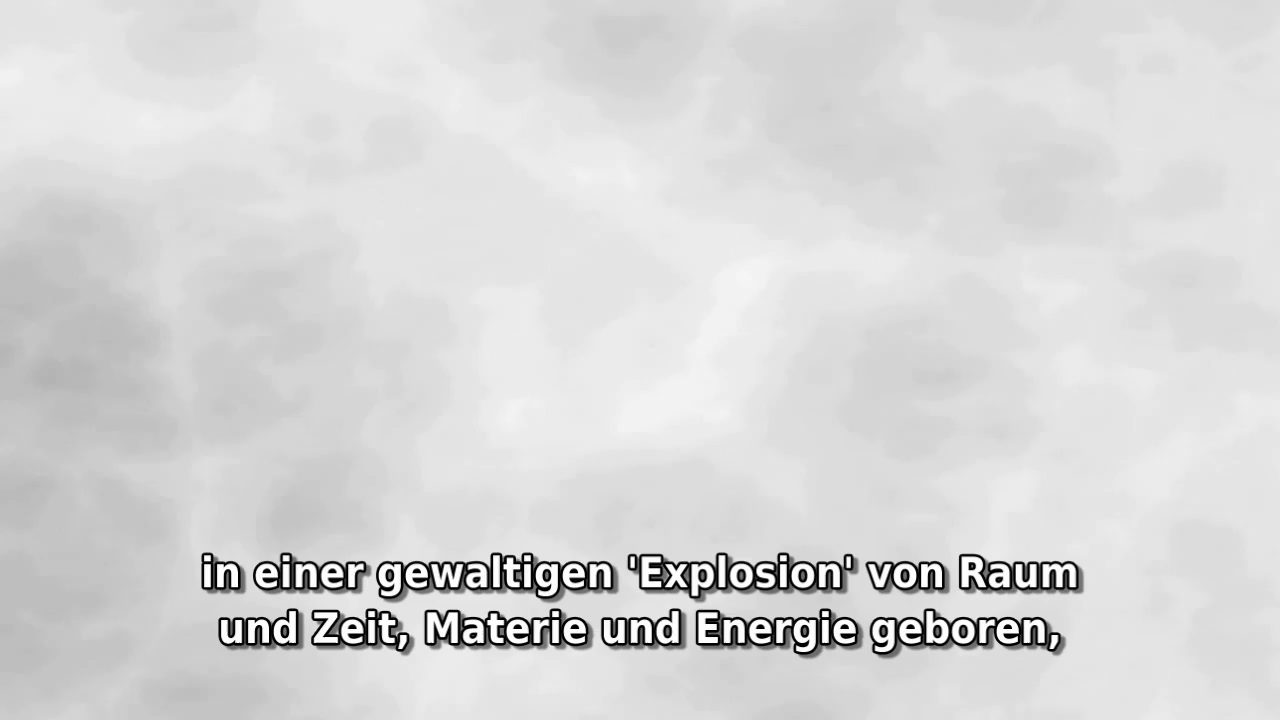 in einer gewaltigen 'Explosion' von Raum
und Zeit, Materie und Energie geboren,